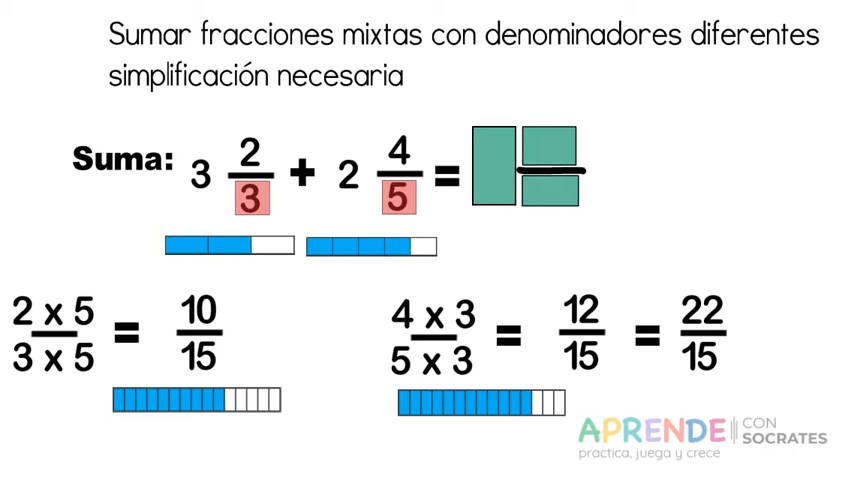 Sumar fracciones mixtas con denominadores diferentes
simplificación necesaria
Suma: 3 2/3 + 2 4/5 =
2 x 5 / 3 x 5 = 10/15
4 x 3 / 5 x 3 = 12/15 = 22/15
APRENDE CON SOCRATES
practica, juega y crece